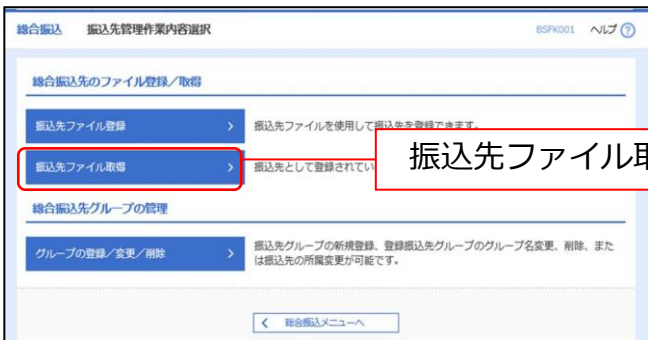 総合振込 振込先管理作業内容選択 BSFK001 ヘルプ ?
総合振込先のファイル登録/取得
振込先ファイル登録 > 振込先ファイルを使用して振込先を登録できます。
振込先ファイル取得 > 振込先として登録されてい
振込先ファイル取
総合振込先グループの管理
グループの登録/変更/削除 > 振込先グループの新規登録、登録振込先グループのグループ名変更、削除、また
は振込先の所属変更が可能です。
< 総合振込メニューへ